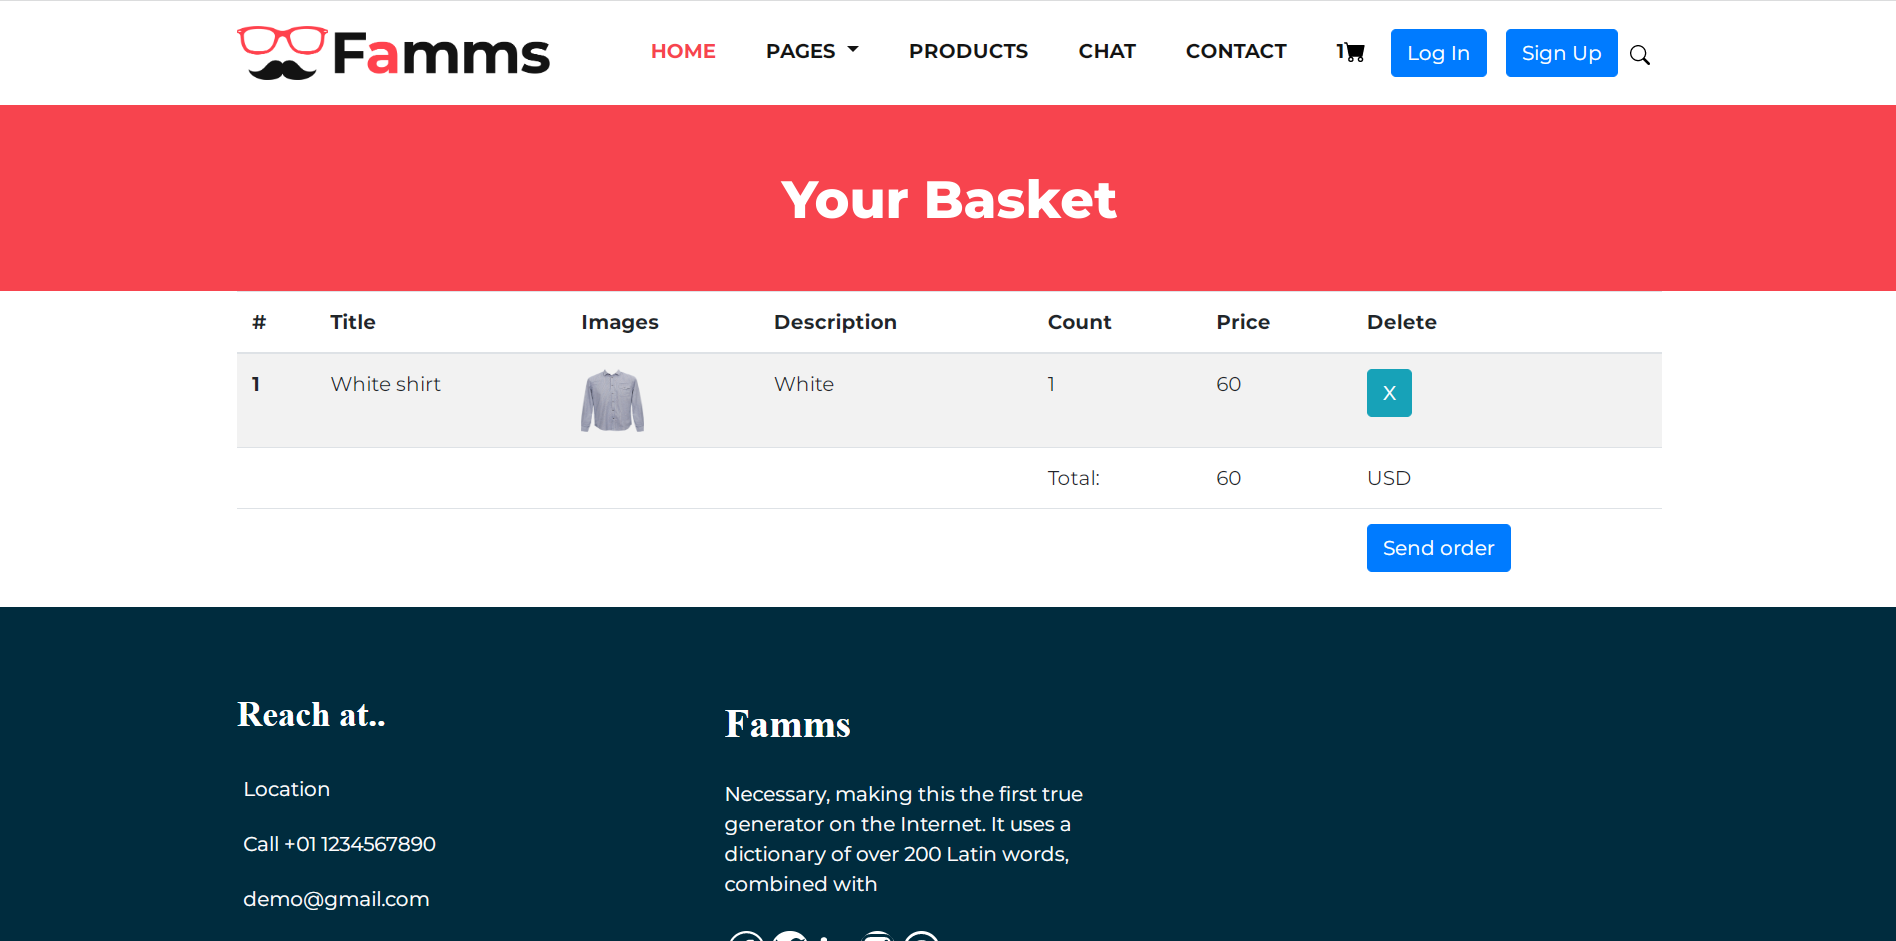 Famms
HOME PAGES PRODUCTS CHAT CONTACT 1 Log In Sign Up
Your Basket
# Title Images Description Count Price Delete
1 White shirt White 1 60 X
Total: 60 USD
Send order
Reach at..
Location
Call +01 1234567890
demo@gmail.com
Famms
Necessary, making this the first true
generator on the Internet. It uses a
dictionary of over 200 Latin words,
combined with